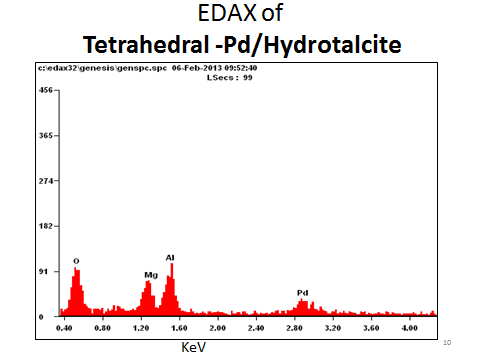 EDAX of
Tetrahedral -Pd/Hydrotalcite
c:\edax32\genesis\genspc.spc 06-Feb-2013 09:52:40
LSecs : 99
456
365
274
182
91
0
O
Mg
Al
Pd
0.40 0.80 1.20 1.60 2.00 2.40 2.80 3.20 3.60 4.00
KeV
10